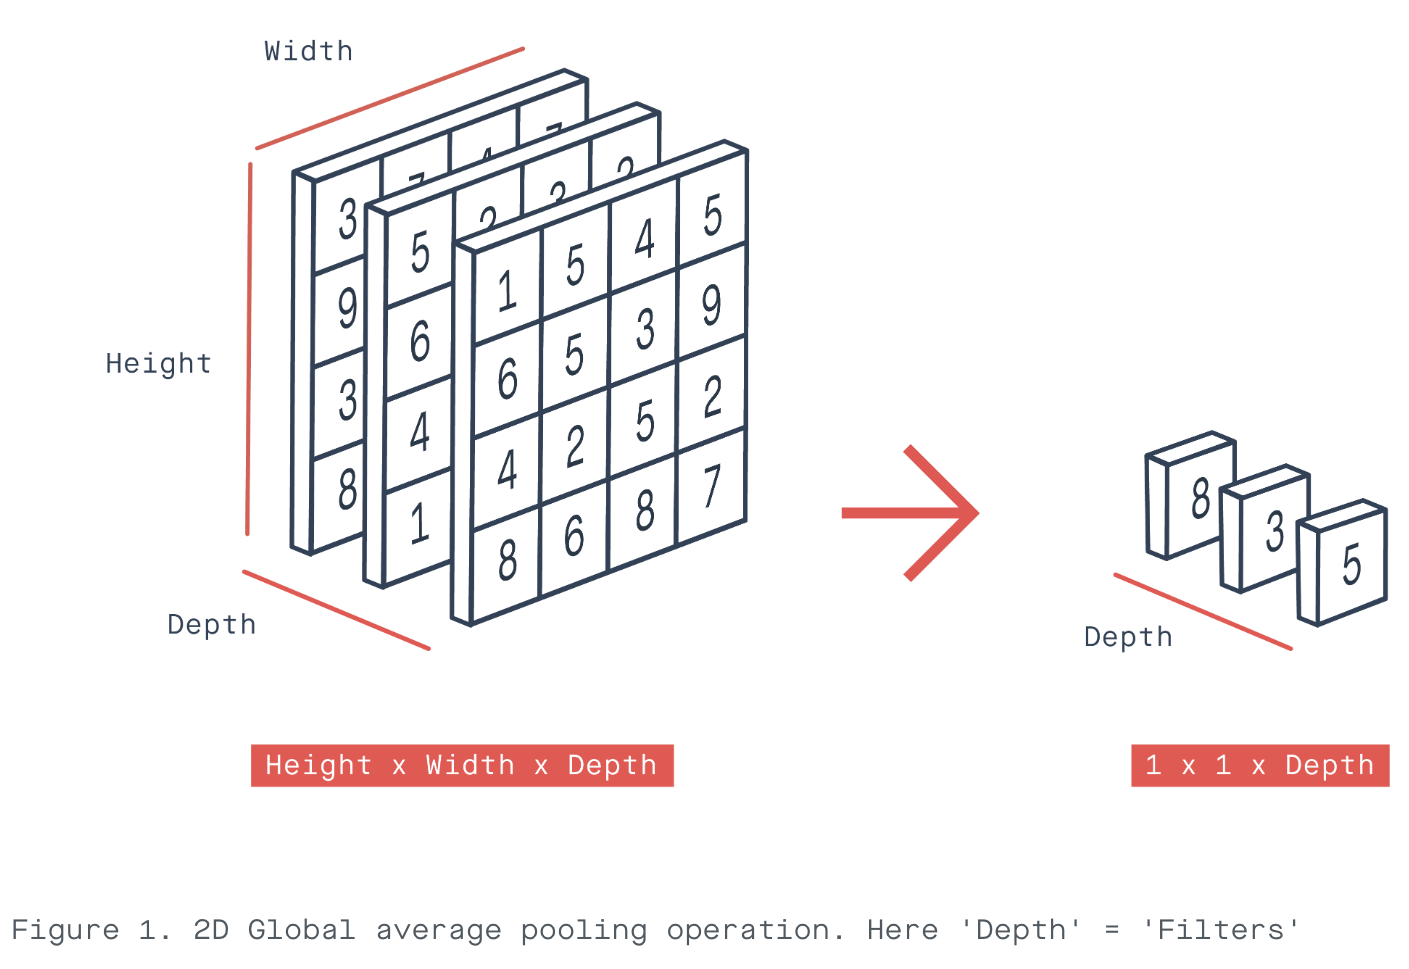 Width
Height
Depth
3
9
3
8
5
6
4
1
1 5 4 5
6 5 3 9
4 2 5 2
8 6 8 7
8
3
5
Depth
Height x Width x Depth
1 x 1 x Depth
Figure 1. 2D Global average pooling operation. Here 'Depth' = 'Filters'